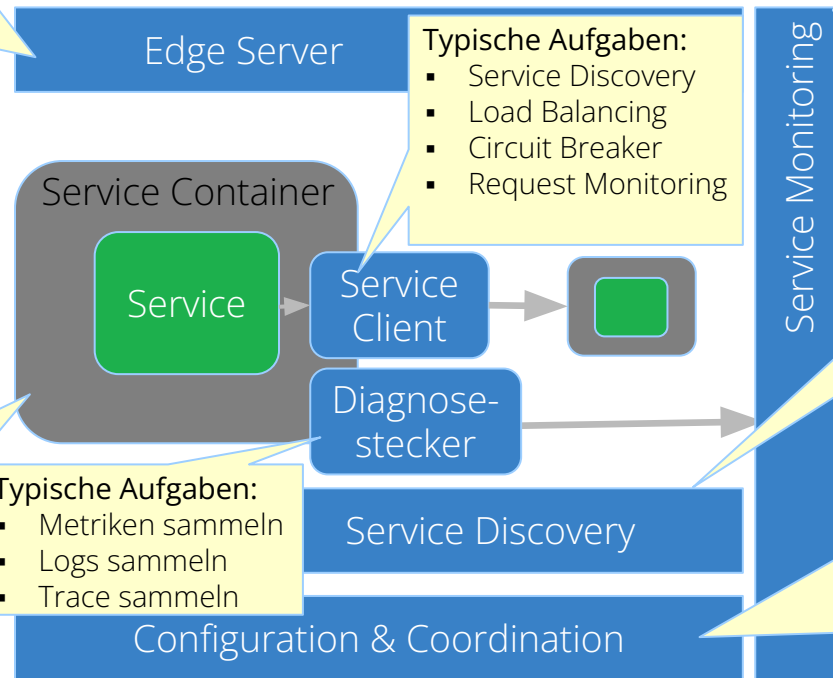 Edge Server
Typische Aufgaben:
▪ Service Discovery
▪ Load Balancing
▪ Circuit Breaker
▪ Request Monitoring
Service Monitoring
Service Container
Service
Service
Client
Diagnose-
stecker
Typische Aufgaben:
▪ Metriken sammeln
▪ Logs sammeln
▪ Trace sammeln
Service Discovery
Configuration & Coordination